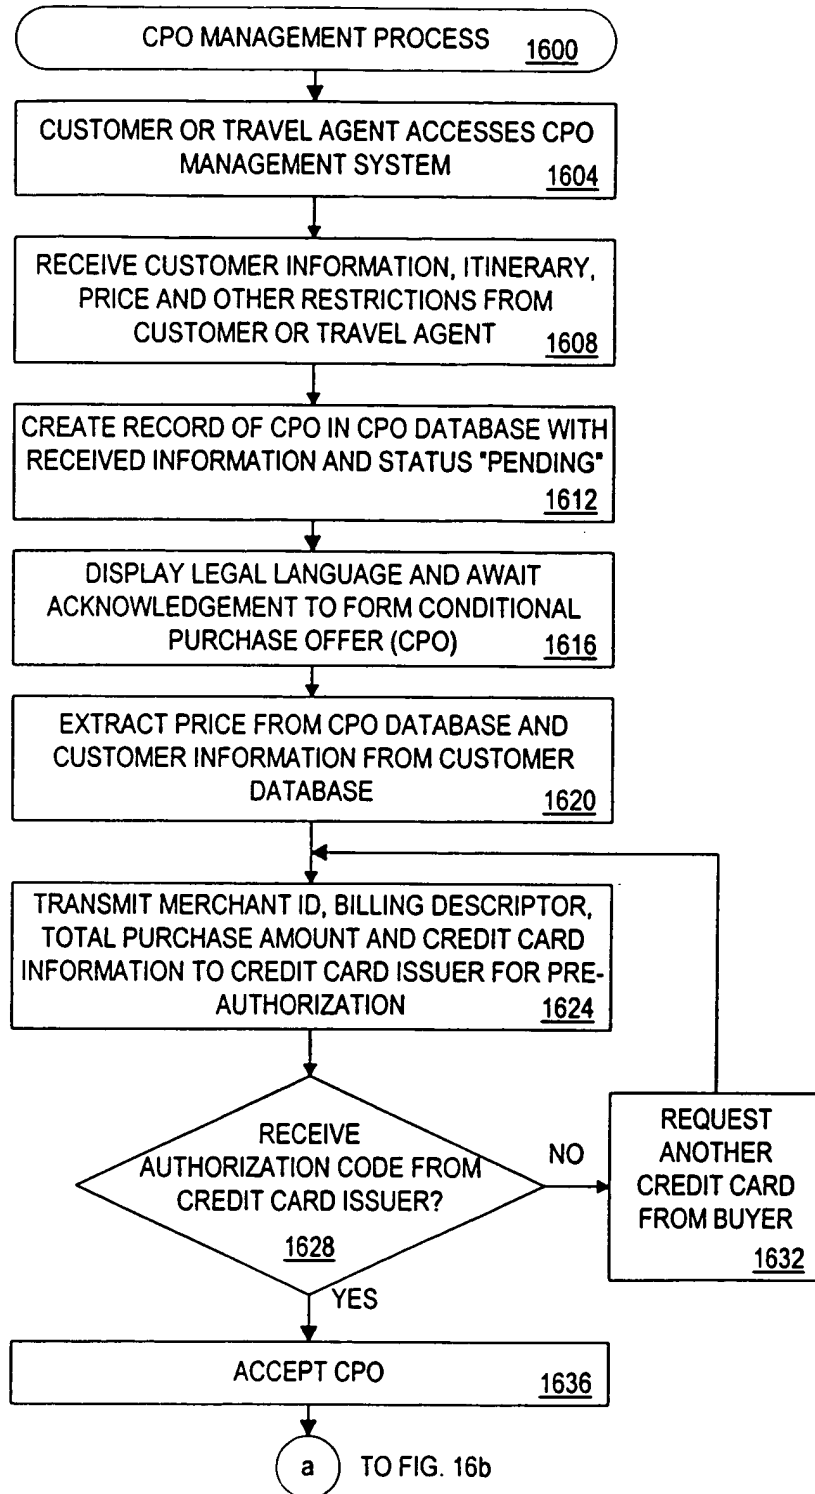 CPO MANAGEMENT PROCESS 1600
CUSTOMER OR TRAVEL AGENT ACCESSES CPO
MANAGEMENT SYSTEM
1604
RECEIVE CUSTOMER INFORMATION, ITINERARY,
PRICE AND OTHER RESTRICTIONS FROM
CUSTOMER OR TRAVEL AGENT 1608
CREATE RECORD OF CPO IN CPO DATABASE WITH
RECEIVED INFORMATION AND STATUS "PENDING"
1612
DISPLAY LEGAL LANGUAGE AND AWAIT
ACKNOWLEDGEMENT TO FORM CONDITIONAL
PURCHASE OFFER (CPO) 1616
EXTRACT PRICE FROM CPO DATABASE AND
CUSTOMER INFORMATION FROM CUSTOMER
DATABASE 1620
TRANSMIT MERCHANT ID, BILLING DESCRIPTOR,
TOTAL PURCHASE AMOUNT AND CREDIT CARD
INFORMATION TO CREDIT CARD ISSUER FOR PRE-
AUTHORIZATION 1624
RECEIVE
AUTHORIZATION CODE FROM
CREDIT CARD ISSUER?
1628
NO
REQUEST
ANOTHER
CREDIT CARD
FROM BUYER
1632
YES
ACCEPT CPO 1636
a TO FIG. 16b